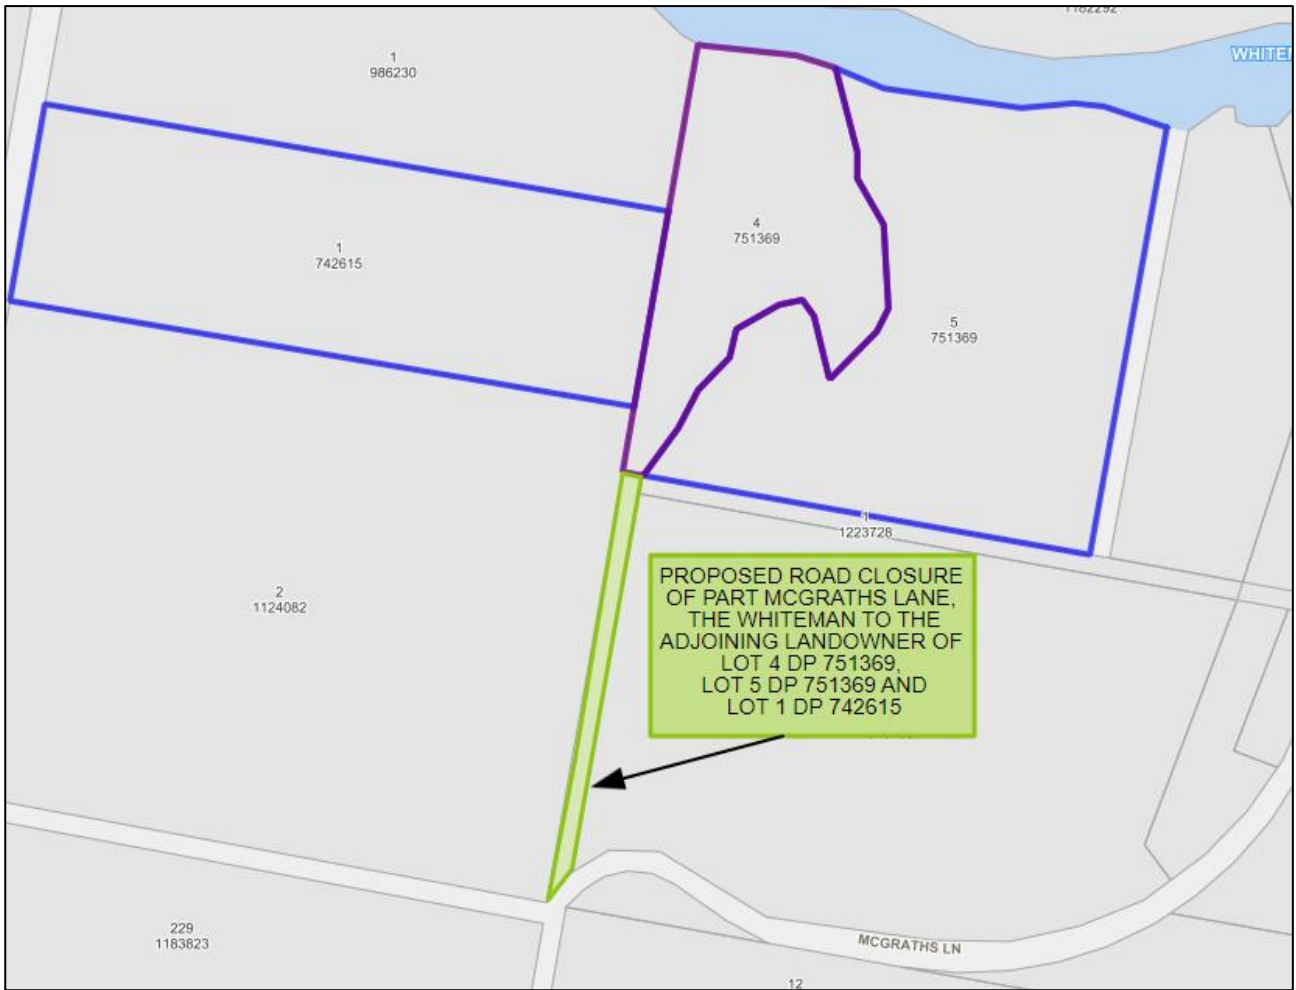 1
986230
WHITE
1
742615
4
751369
5
751369
1
1223728
2
1124082
PROPOSED ROAD CLOSURE
OF PART MCGRATHS LANE,
THE WHITEMAN TO THE
ADJOINING LANDOWNER OF
LOT 4 DP 751369,
LOT 5 DP 751369 AND
LOT 1 DP 742615
229
1183823
MCGRATHS LN
12